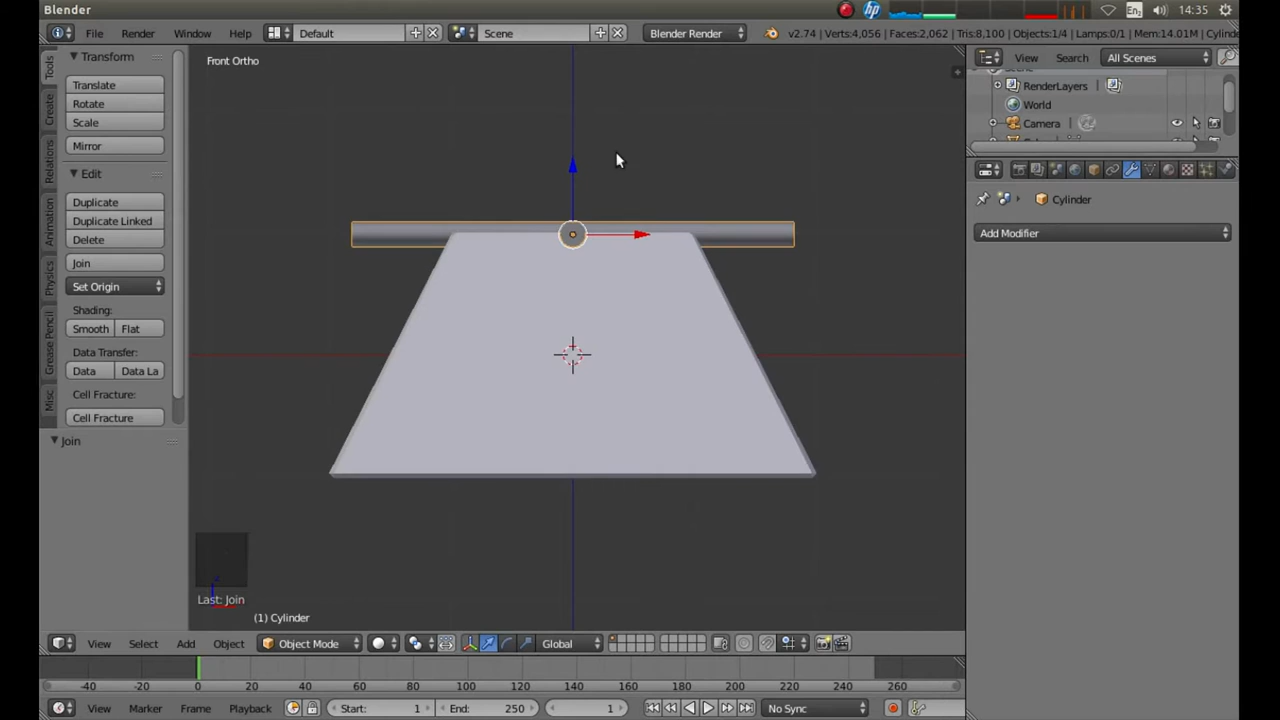 Blender
En2
14:35
File Render Window Help
Default
Scene
Blender Render
v2.74 | Verts:4,056 | Faces:2,062 | Tris:8,100 | Objects:1/4 | Lamps:0/1 | Mem:14.01M | Cylinde
Transform
Translate
Rotate
Scale
Mirror
Edit
Duplicate
Duplicate Linked
Delete
Join
Set Origin
Shading:
Smooth Flat
Data Transfer:
Data Data La
Cell Fracture:
Cell Fracture
Join
Tools
Create
Relations
Animation
Physics
Grease Pencil
Misc
Front Ortho
Last: Join
(1) Cylinder
View Search All Scenes
RenderLayers
World
Camera
Cylinder
Add Modifier
View Select Add Object Object Mode Global
-40 -20 0 20 40 60 80 100 120 140 160 180 200 220 240 260
View Marker Frame Playback Start: 1 End: 250 1 No Sync